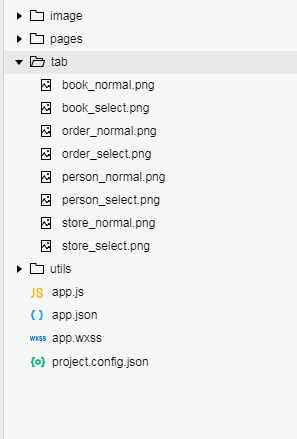 image
pages
tab
book_normal.png
book_select.png
order_normal.png
order_select.png
person_normal.png
person_select.png
store_normal.png
store_select.png
utils
JS app.js
{ } app.json
wxss app.wxss
{o} project.config.json